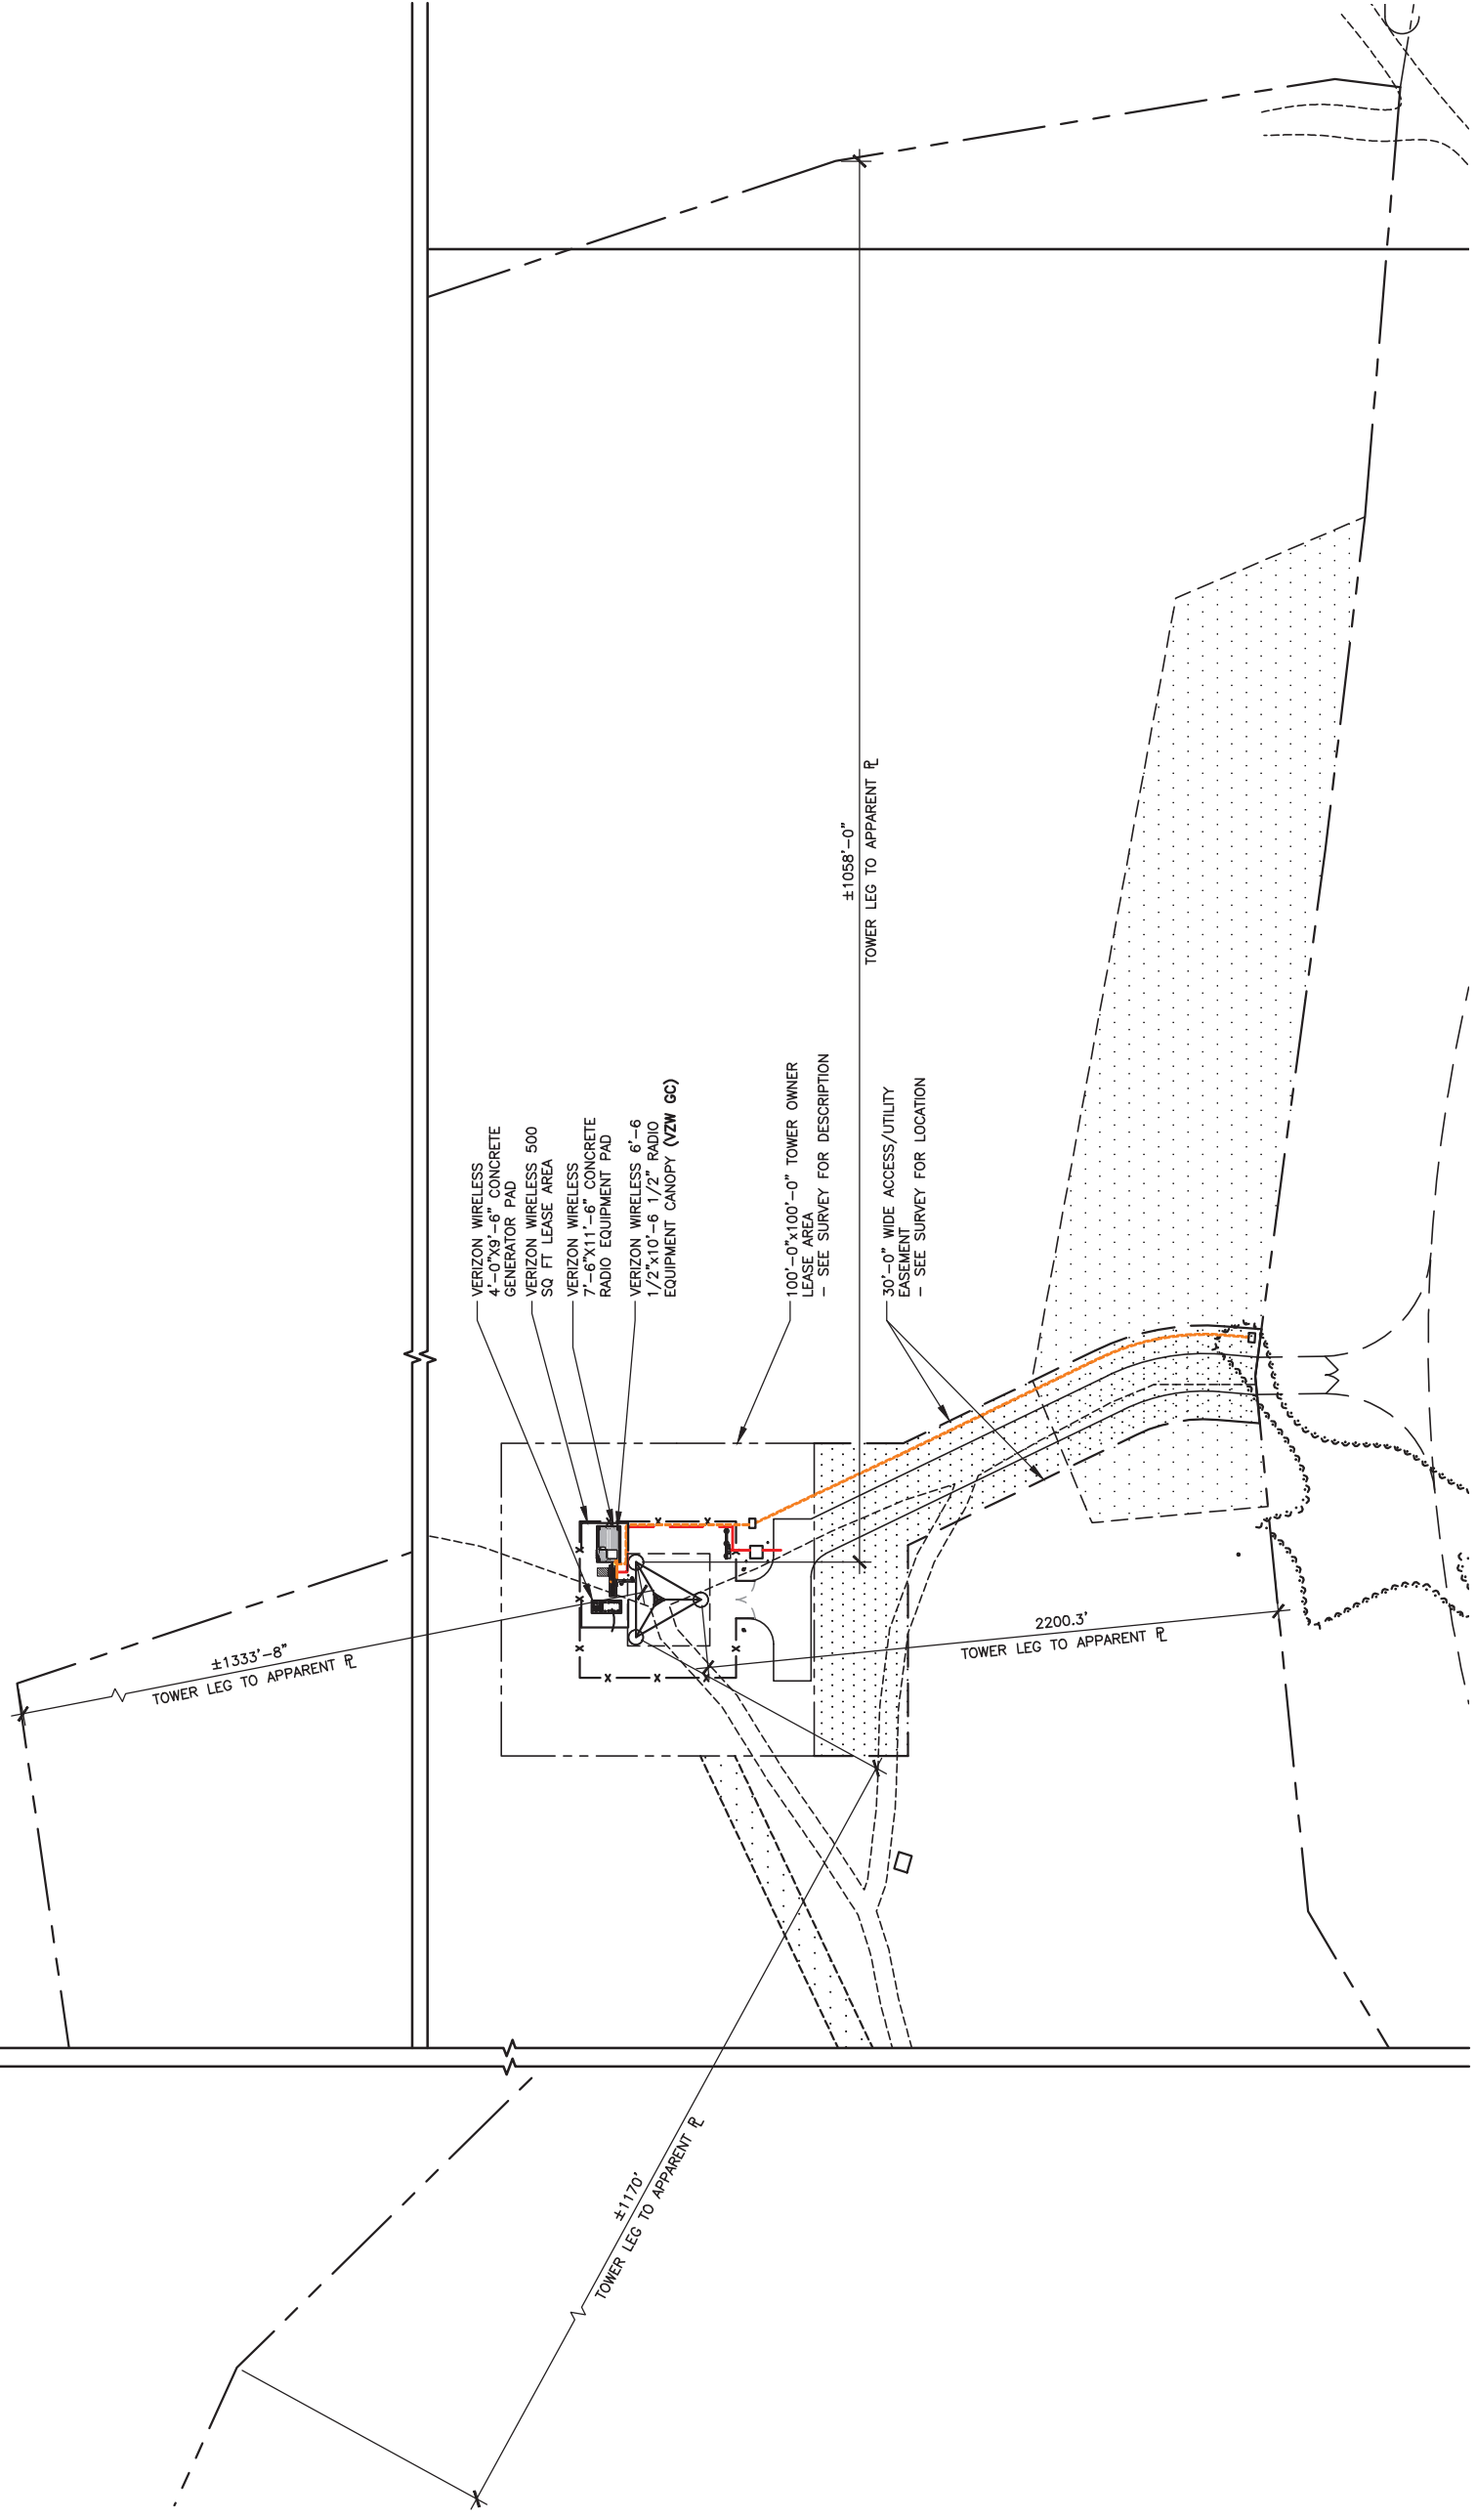 VERIZON WIRELESS
4'-0"X9'-6" CONCRETE
GENERATOR PAD
VERIZON WIRELESS 500
SQ FT LEASE AREA
VERIZON WIRELESS
7'-6"X11'-6" CONCRETE
RADIO EQUIPMENT PAD
VERIZON WIRELESS 6'-6
1/2"x10'-6 1/2" RADIO
EQUIPMENT CANOPY (VZW GC)
100'-0"x100'-0" TOWER OWNER
LEASE AREA
- SEE SURVEY FOR DESCRIPTION
30'-0" WIDE ACCESS/UTILITY
EASEMENT
- SEE SURVEY FOR LOCATION
±1058'-0"
TOWER LEG TO APPARENT ⅊
±1333'-8"
TOWER LEG TO APPARENT ⅊
2200.3'
TOWER LEG TO APPARENT ⅊
±1170'
TOWER LEG TO APPARENT ⅊